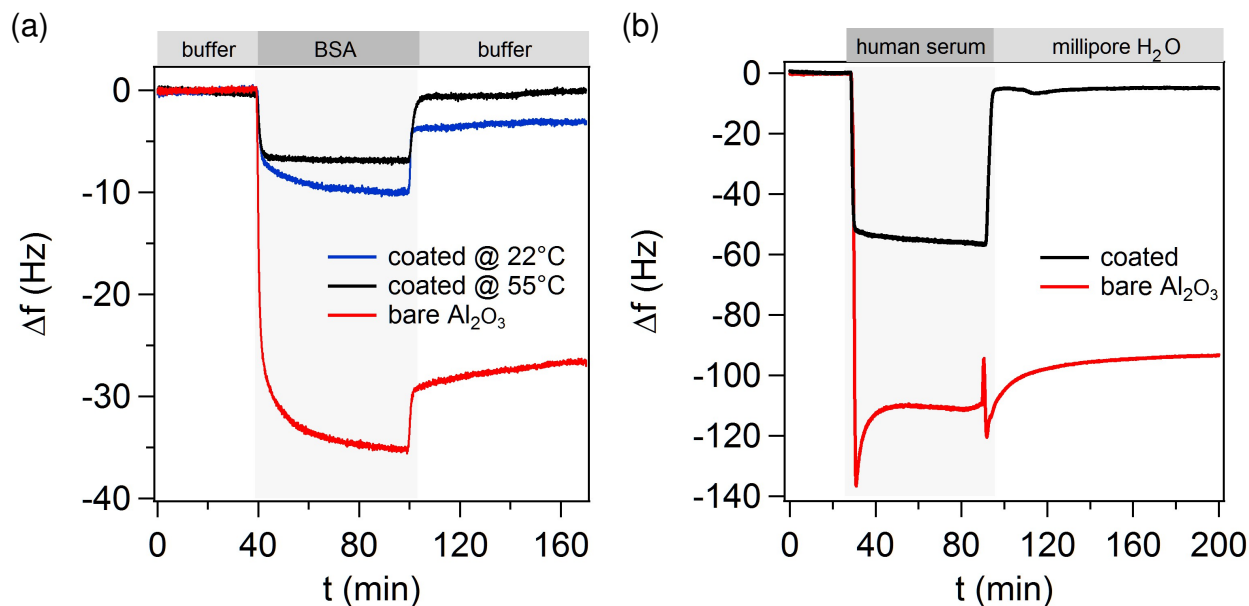 (a)
buffer BSA buffer
0
-10
-20
-30
-40
Δf (Hz)
coated @ 22°C
coated @ 55°C
bare Al₂O₃
0 40 80 120 160
t (min)
(b)
human serum millipore H₂O
0
-20
-40
-60
-80
-100
-120
-140
Δf (Hz)
coated
bare Al₂O₃
0 40 80 120 160 200
t (min)